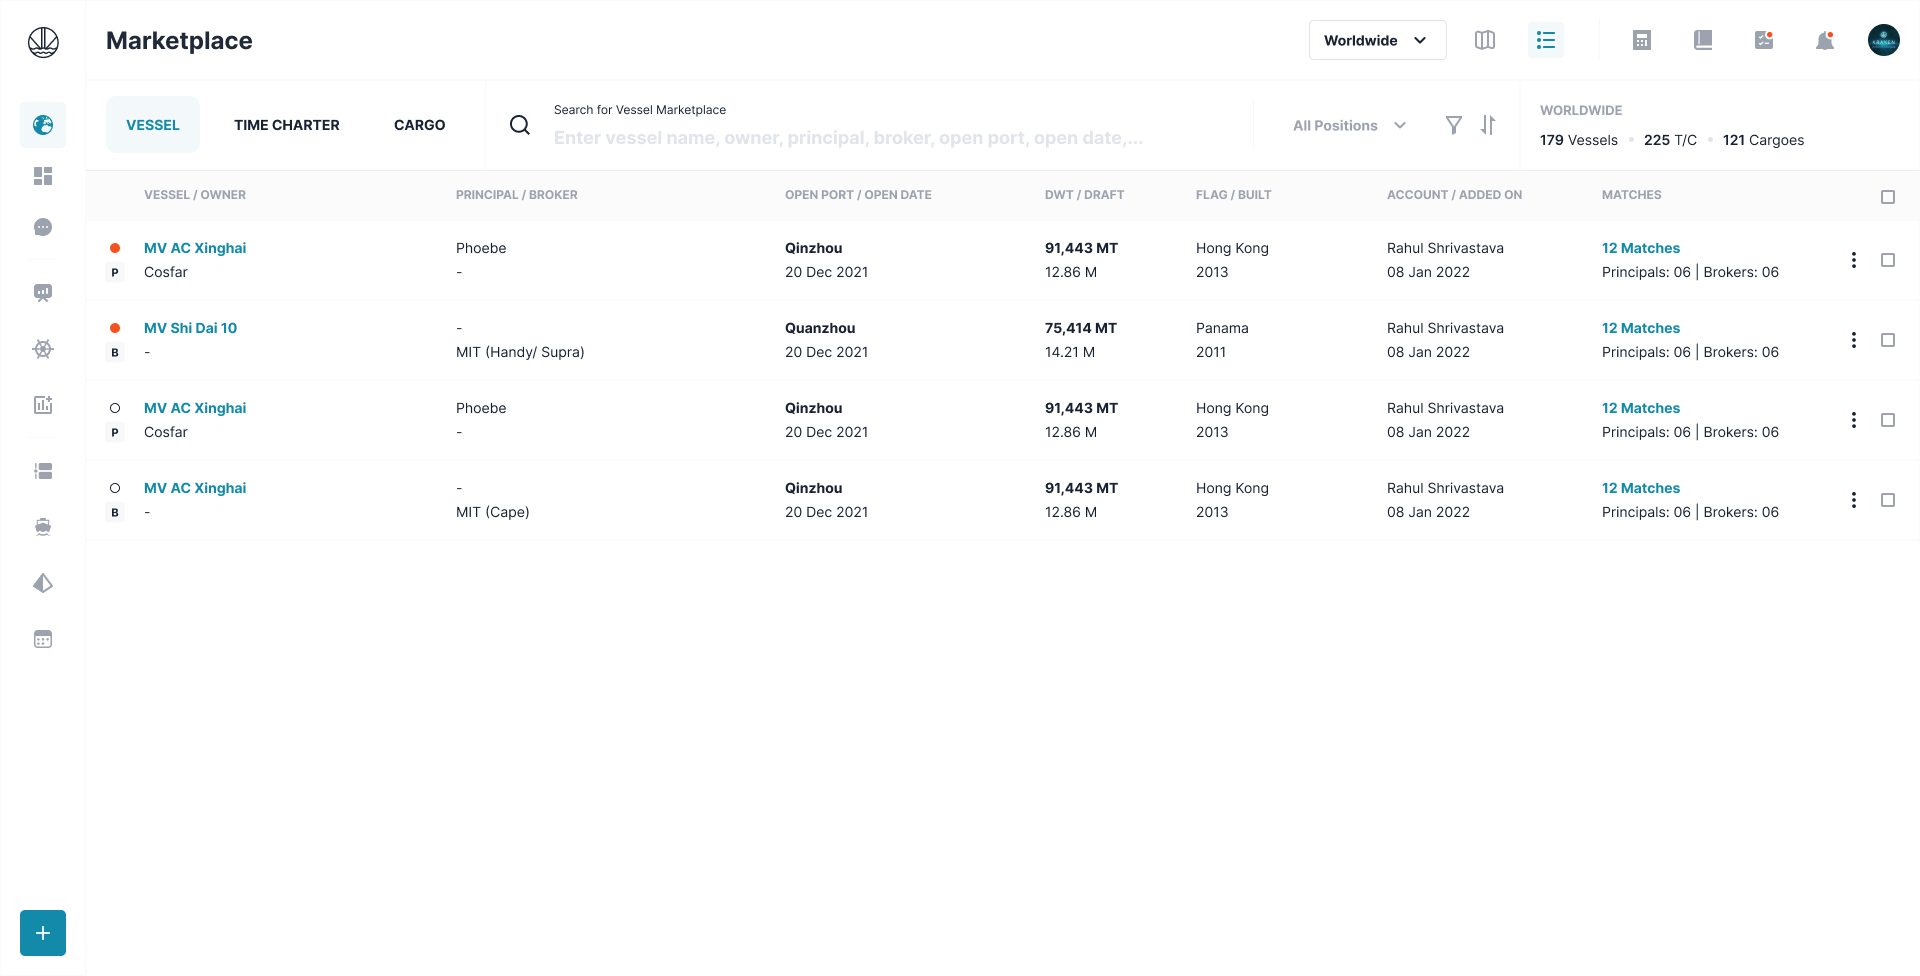 Marketplace
Worldwide
VESSEL
TIME CHARTER
CARGO
Search for Vessel Marketplace
Enter vessel name, owner, principal, broker, open port, open date,...
All Positions
WORLDWIDE
179 Vessels • 225 T/C • 121 Cargoes
VESSEL / OWNER PRINCIPAL / BROKER OPEN PORT / OPEN DATE DWT / DRAFT FLAG / BUILT ACCOUNT / ADDED ON MATCHES
MV AC Xinghai Phoebe Qinzhou 91,443 MT Hong Kong Rahul Shrivastava 12 Matches
P Cosfar - 20 Dec 2021 12.86 M 2013 08 Jan 2022 Principals: 06 | Brokers: 06
MV Shi Dai 10 - Quanzhou 75,414 MT Panama Rahul Shrivastava 12 Matches
B - MIT (Handy/ Supra) 20 Dec 2021 14.21 M 2011 08 Jan 2022 Principals: 06 | Brokers: 06
MV AC Xinghai Phoebe Qinzhou 91,443 MT Hong Kong Rahul Shrivastava 12 Matches
P Cosfar - 20 Dec 2021 12.86 M 2013 08 Jan 2022 Principals: 06 | Brokers: 06
MV AC Xinghai - Qinzhou 91,443 MT Hong Kong Rahul Shrivastava 12 Matches
B - MIT (Cape) 20 Dec 2021 12.86 M 2013 08 Jan 2022 Principals: 06 | Brokers: 06